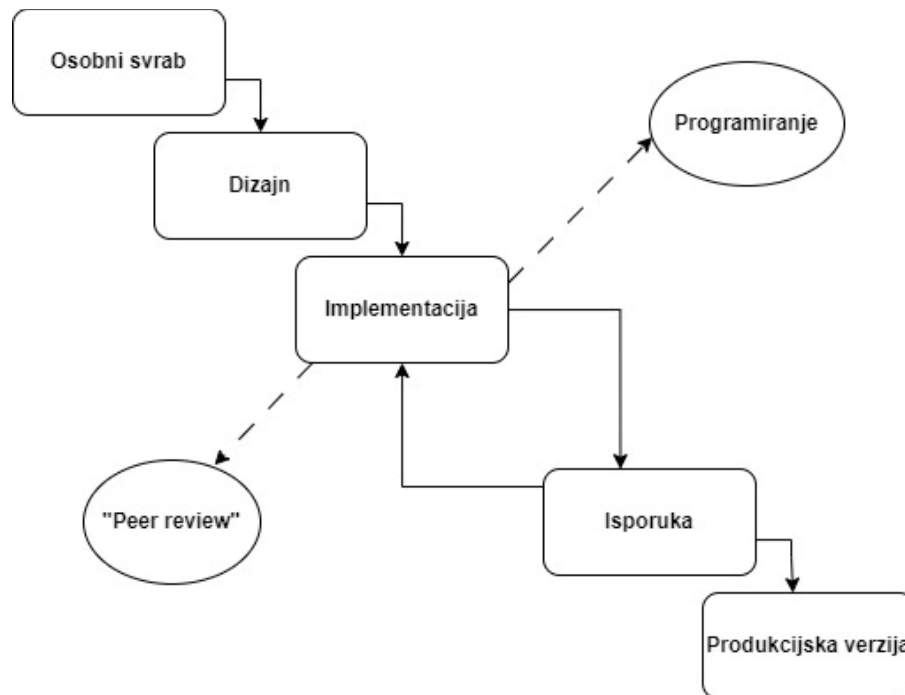 Osobni svrab
Programiranje
Dizajn
Implementacija
"Peer review"
Isporuka
Produkcijska verzija